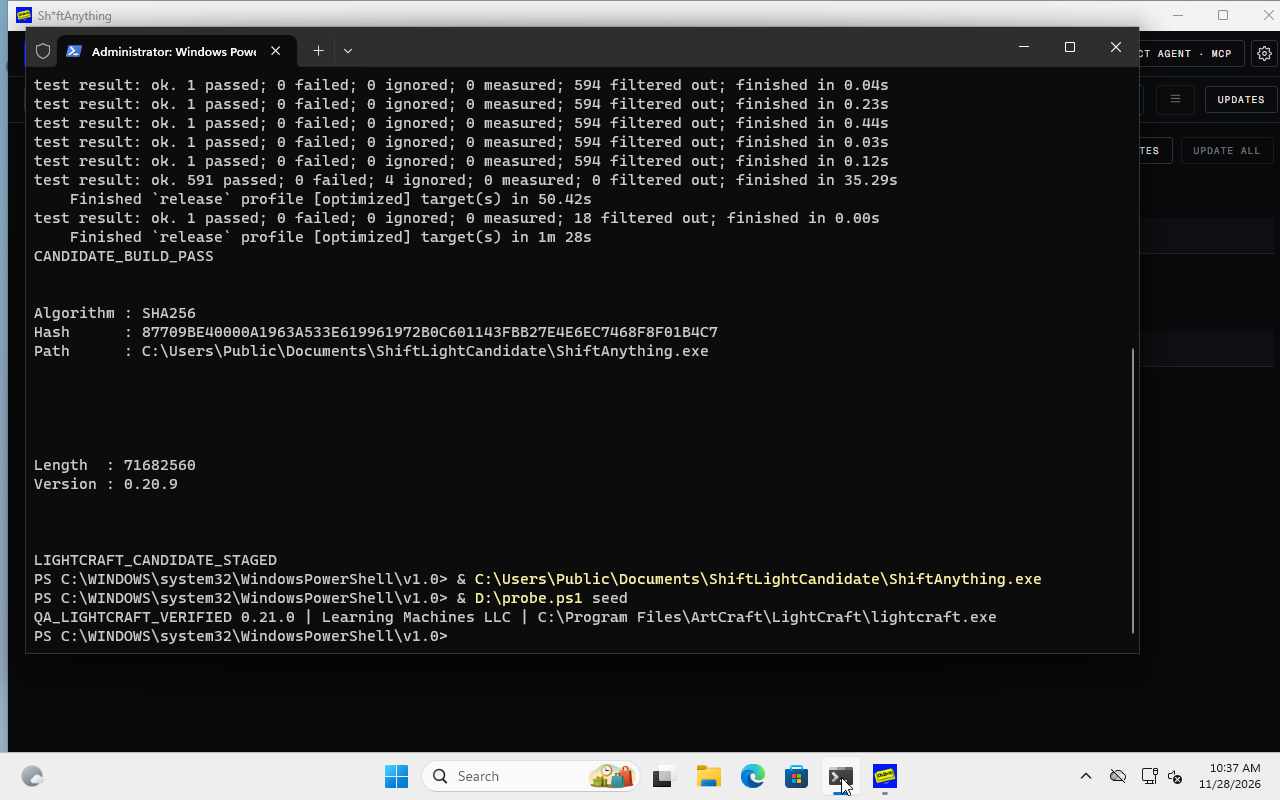 Sh*ftAnything
Administrator: Windows Powe
CT AGENT · MCP
UPDATES
TES
UPDATE ALL
test result: ok. 1 passed; 0 failed; 0 ignored; 0 measured; 594 filtered out; finished in 0.04s
test result: ok. 1 passed; 0 failed; 0 ignored; 0 measured; 594 filtered out; finished in 0.23s
test result: ok. 1 passed; 0 failed; 0 ignored; 0 measured; 594 filtered out; finished in 0.44s
test result: ok. 1 passed; 0 failed; 0 ignored; 0 measured; 594 filtered out; finished in 0.03s
test result: ok. 1 passed; 0 failed; 0 ignored; 0 measured; 594 filtered out; finished in 0.12s
test result: ok. 591 passed; 0 failed; 4 ignored; 0 measured; 0 filtered out; finished in 35.29s
Finished `release` profile [optimized] target(s) in 50.42s
test result: ok. 1 passed; 0 failed; 0 ignored; 0 measured; 18 filtered out; finished in 0.00s
Finished `release` profile [optimized] target(s) in 1m 28s
CANDIDATE_BUILD_PASS
Algorithm : SHA256
Hash : 87709BE40000A1963A533E619961972B0C601143FBB27E4E6EC7468F8F01B4C7
Path : C:\Users\Public\Documents\ShiftLightCandidate\ShiftAnything.exe
Length : 71682560
Version : 0.20.9
LIGHTCRAFT_CANDIDATE_STAGED
PS C:\WINDOWS\system32\WindowsPowerShell\v1.0> & C:\Users\Public\Documents\ShiftLightCandidate\ShiftAnything.exe
PS C:\WINDOWS\system32\WindowsPowerShell\v1.0> & D:\probe.ps1 seed
QA_LIGHTCRAFT_VERIFIED 0.21.0 | Learning Machines LLC | C:\Program Files\ArtCraft\LightCraft\lightcraft.exe
PS C:\WINDOWS\system32\WindowsPowerShell\v1.0>
Search
10:37 AM
11/28/2026